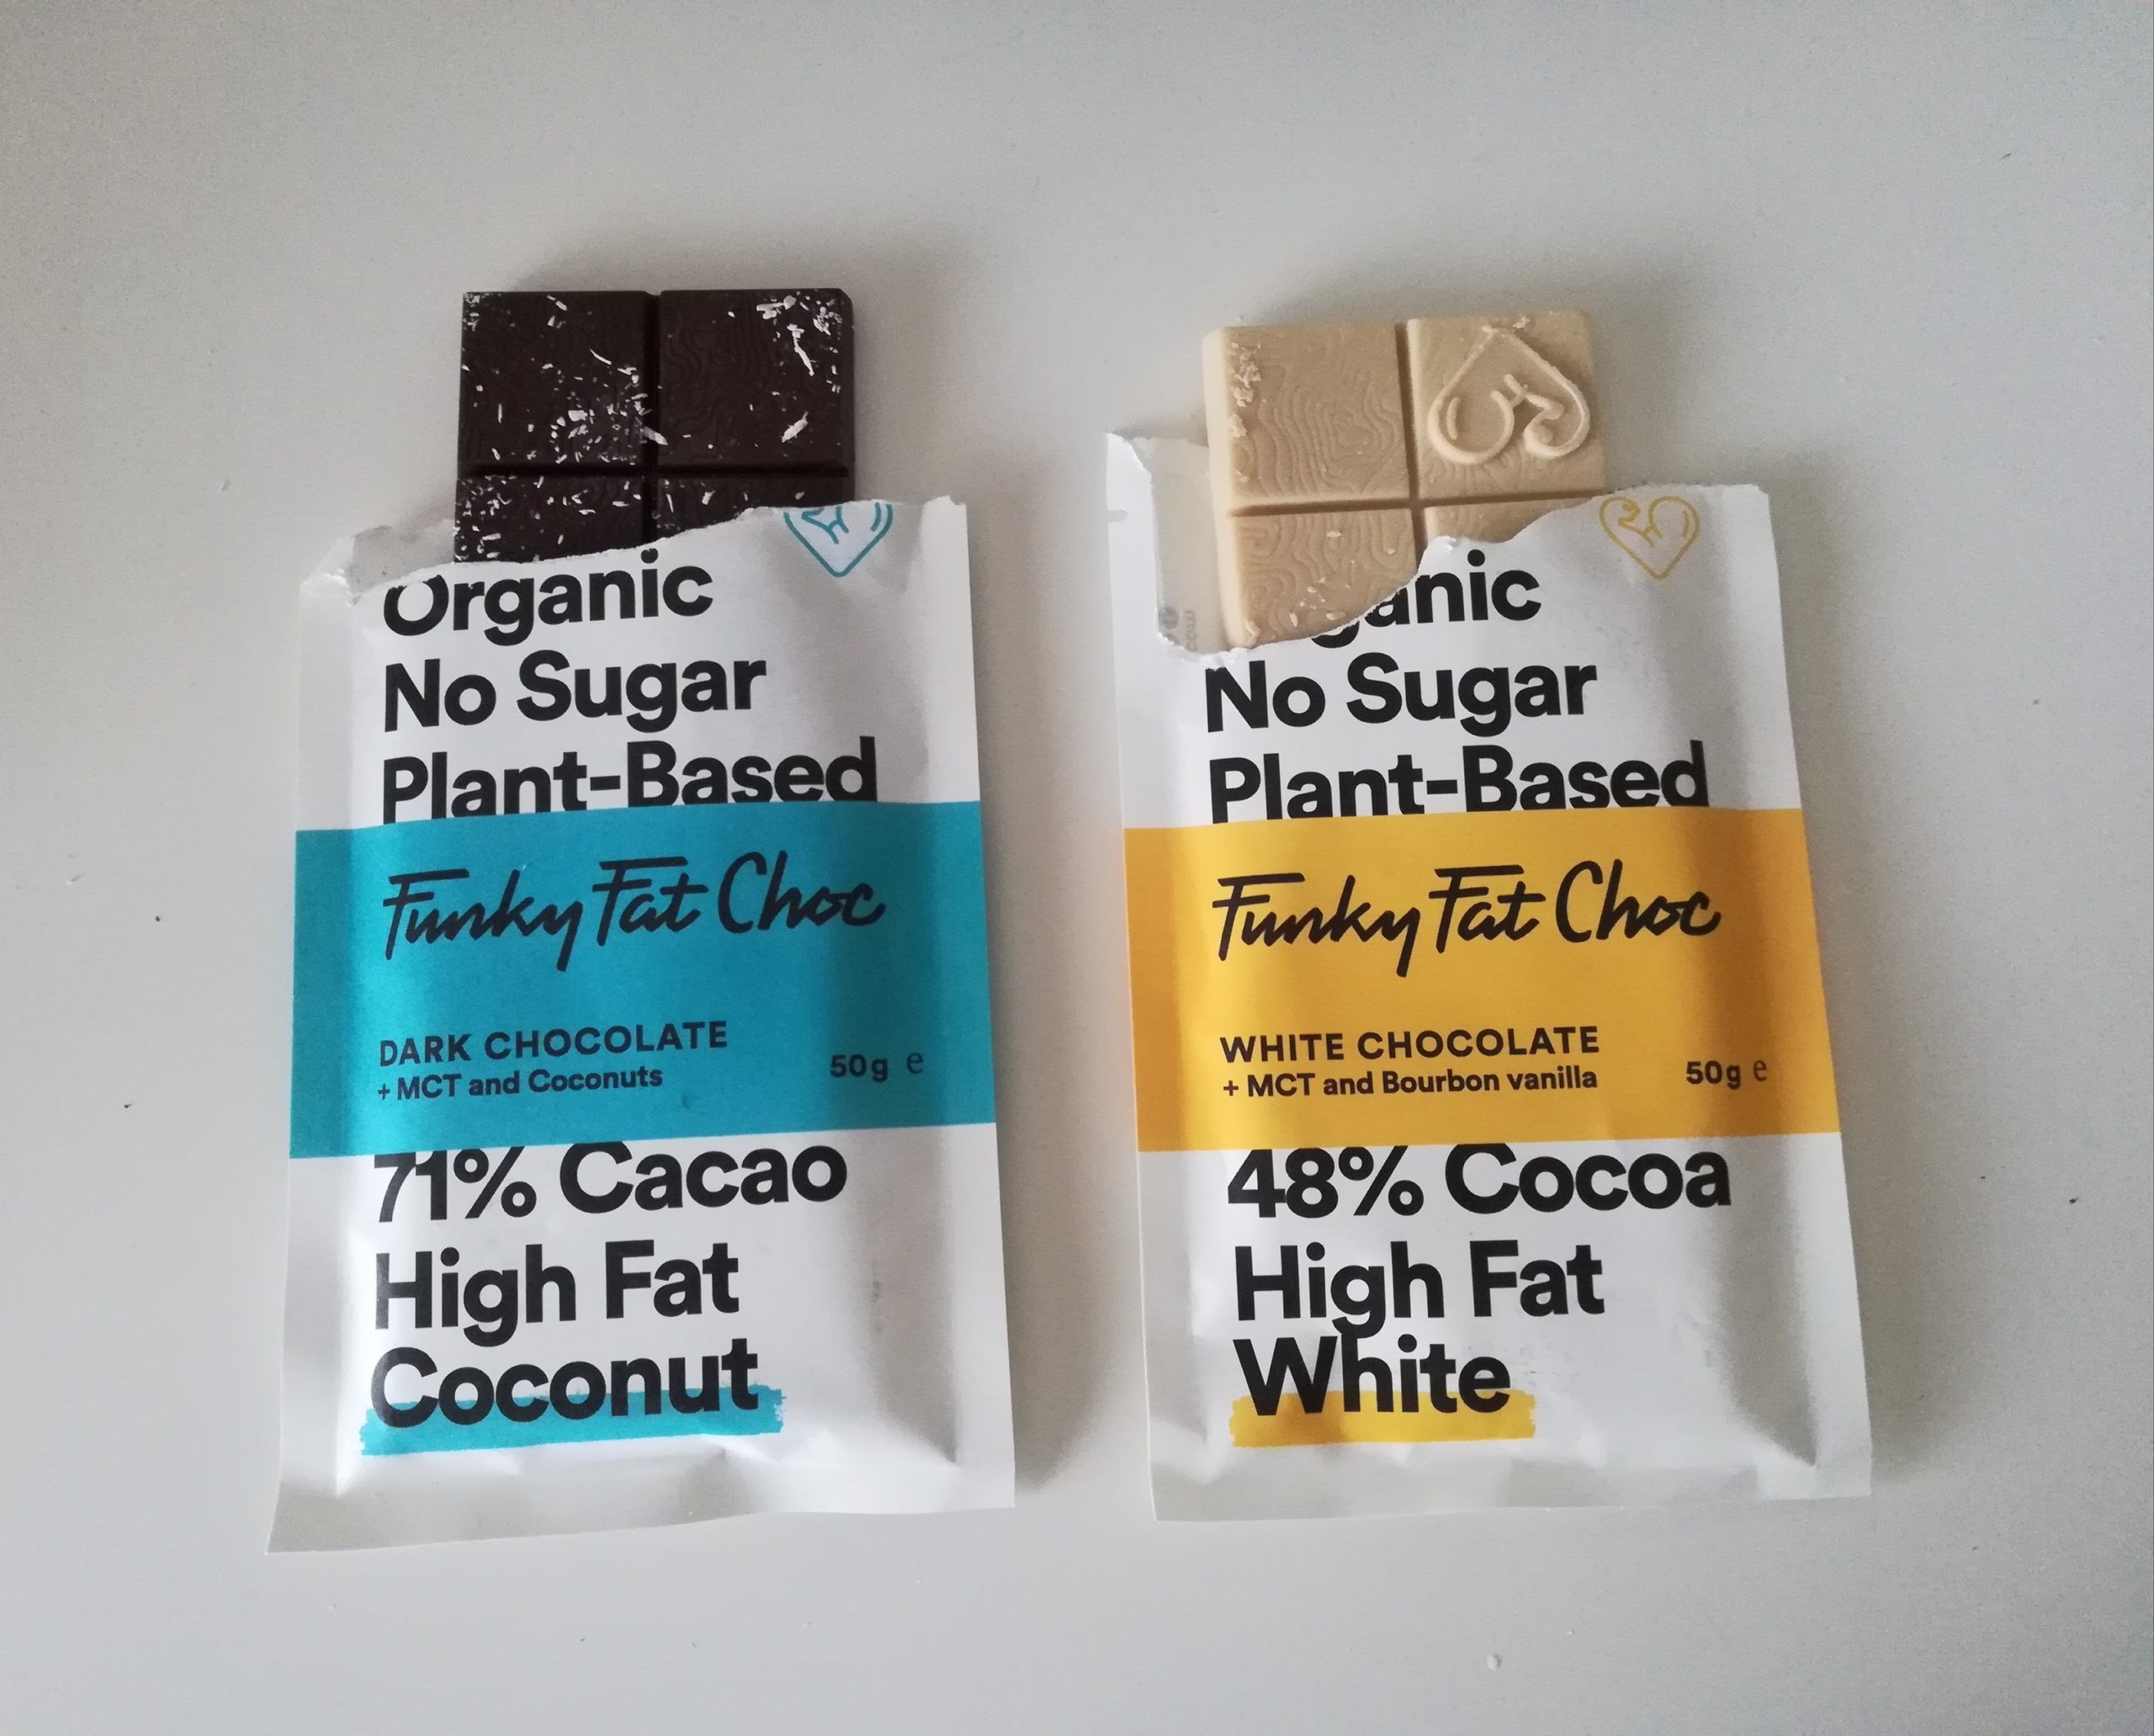 Organic
No Sugar
Plant-Based
Funky Fat Choc
DARK CHOCOLATE
+ MCT and Coconuts
50g e
71% Cacao
High Fat
Coconut
ganic
No Sugar
Plant-Based
Funky Fat Choc
WHITE CHOCOLATE
+ MCT and Bourbon vanilla
50g e
48% Cocoa
High Fat
White